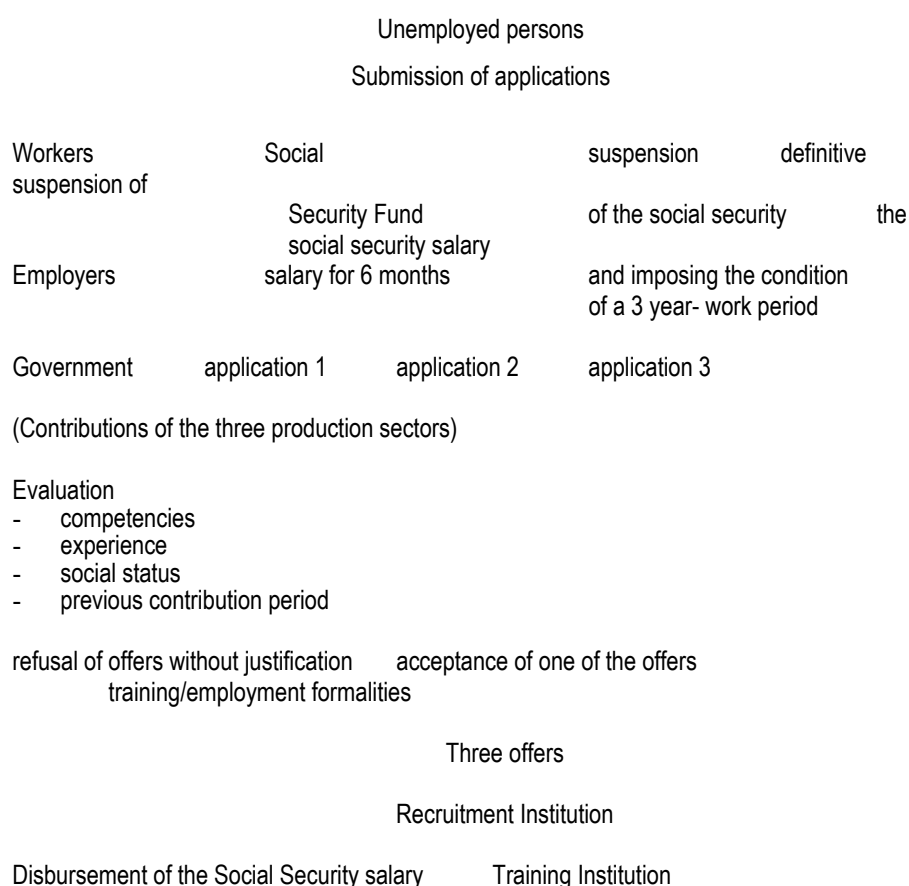 Unemployed persons
Submission of applications
Workers Social suspension definitive
suspension of
Security Fund of the social security the
social security salary
Employers salary for 6 months and imposing the condition
of a 3 year- work period
Government application 1 application 2 application 3
(Contributions of the three production sectors)
Evaluation
- competencies
- experience
- social status
- previous contribution period
refusal of offers without justification acceptance of one of the offers
training/employment formalities
Three offers
Recruitment Institution
Disbursement of the Social Security salary Training Institution